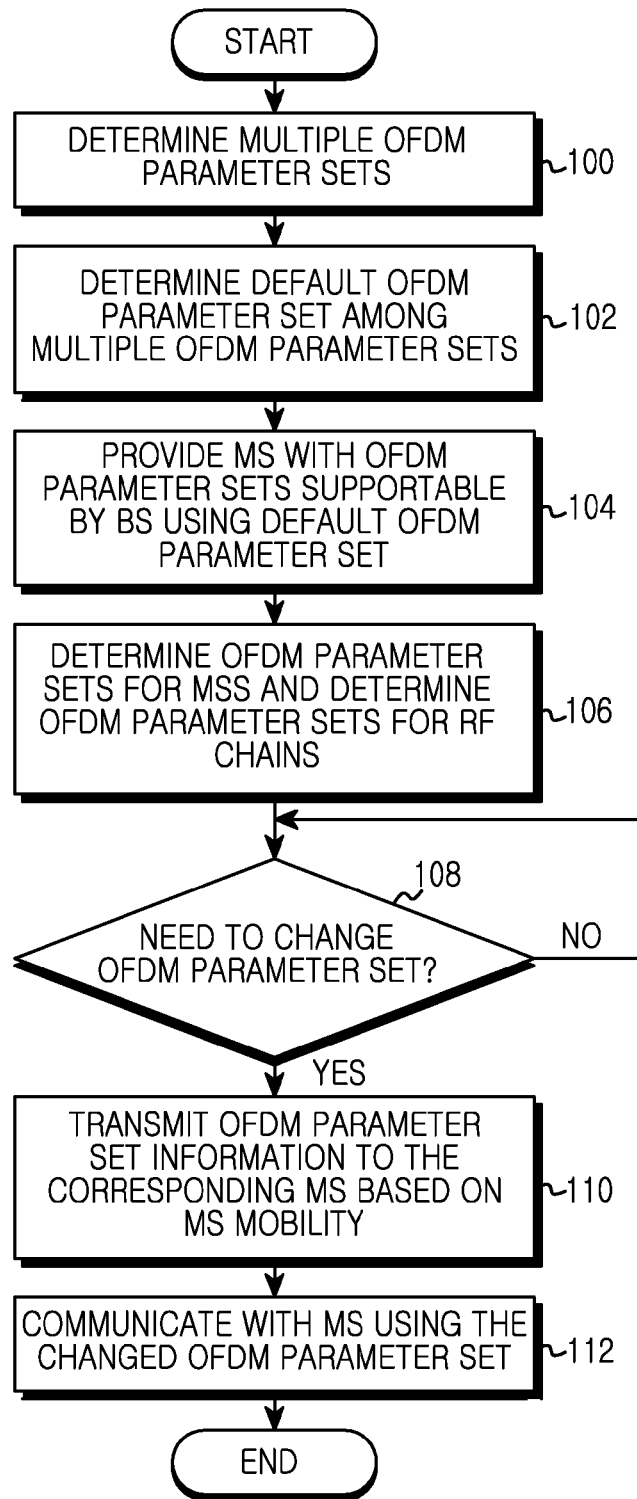 START
DETERMINE MULTIPLE OFDM
PARAMETER SETS
100
DETERMINE DEFAULT OFDM
PARAMETER SET AMONG
MULTIPLE OFDM PARAMETER SETS
102
PROVIDE MS WITH OFDM
PARAMETER SETS SUPPORTABLE
BY BS USING DEFAULT OFDM
PARAMETER SET
104
DETERMINE OFDM PARAMETER
SETS FOR MSS AND DETERMINE
OFDM PARAMETER SETS FOR RF
CHAINS
106
108
NEED TO CHANGE
OFDM PARAMETER SET?
NO
YES
TRANSMIT OFDM PARAMETER
SET INFORMATION TO THE
CORRESPONDING MS BASED ON
MS MOBILITY
110
COMMUNICATE WITH MS USING THE
CHANGED OFDM PARAMETER SET
112
END